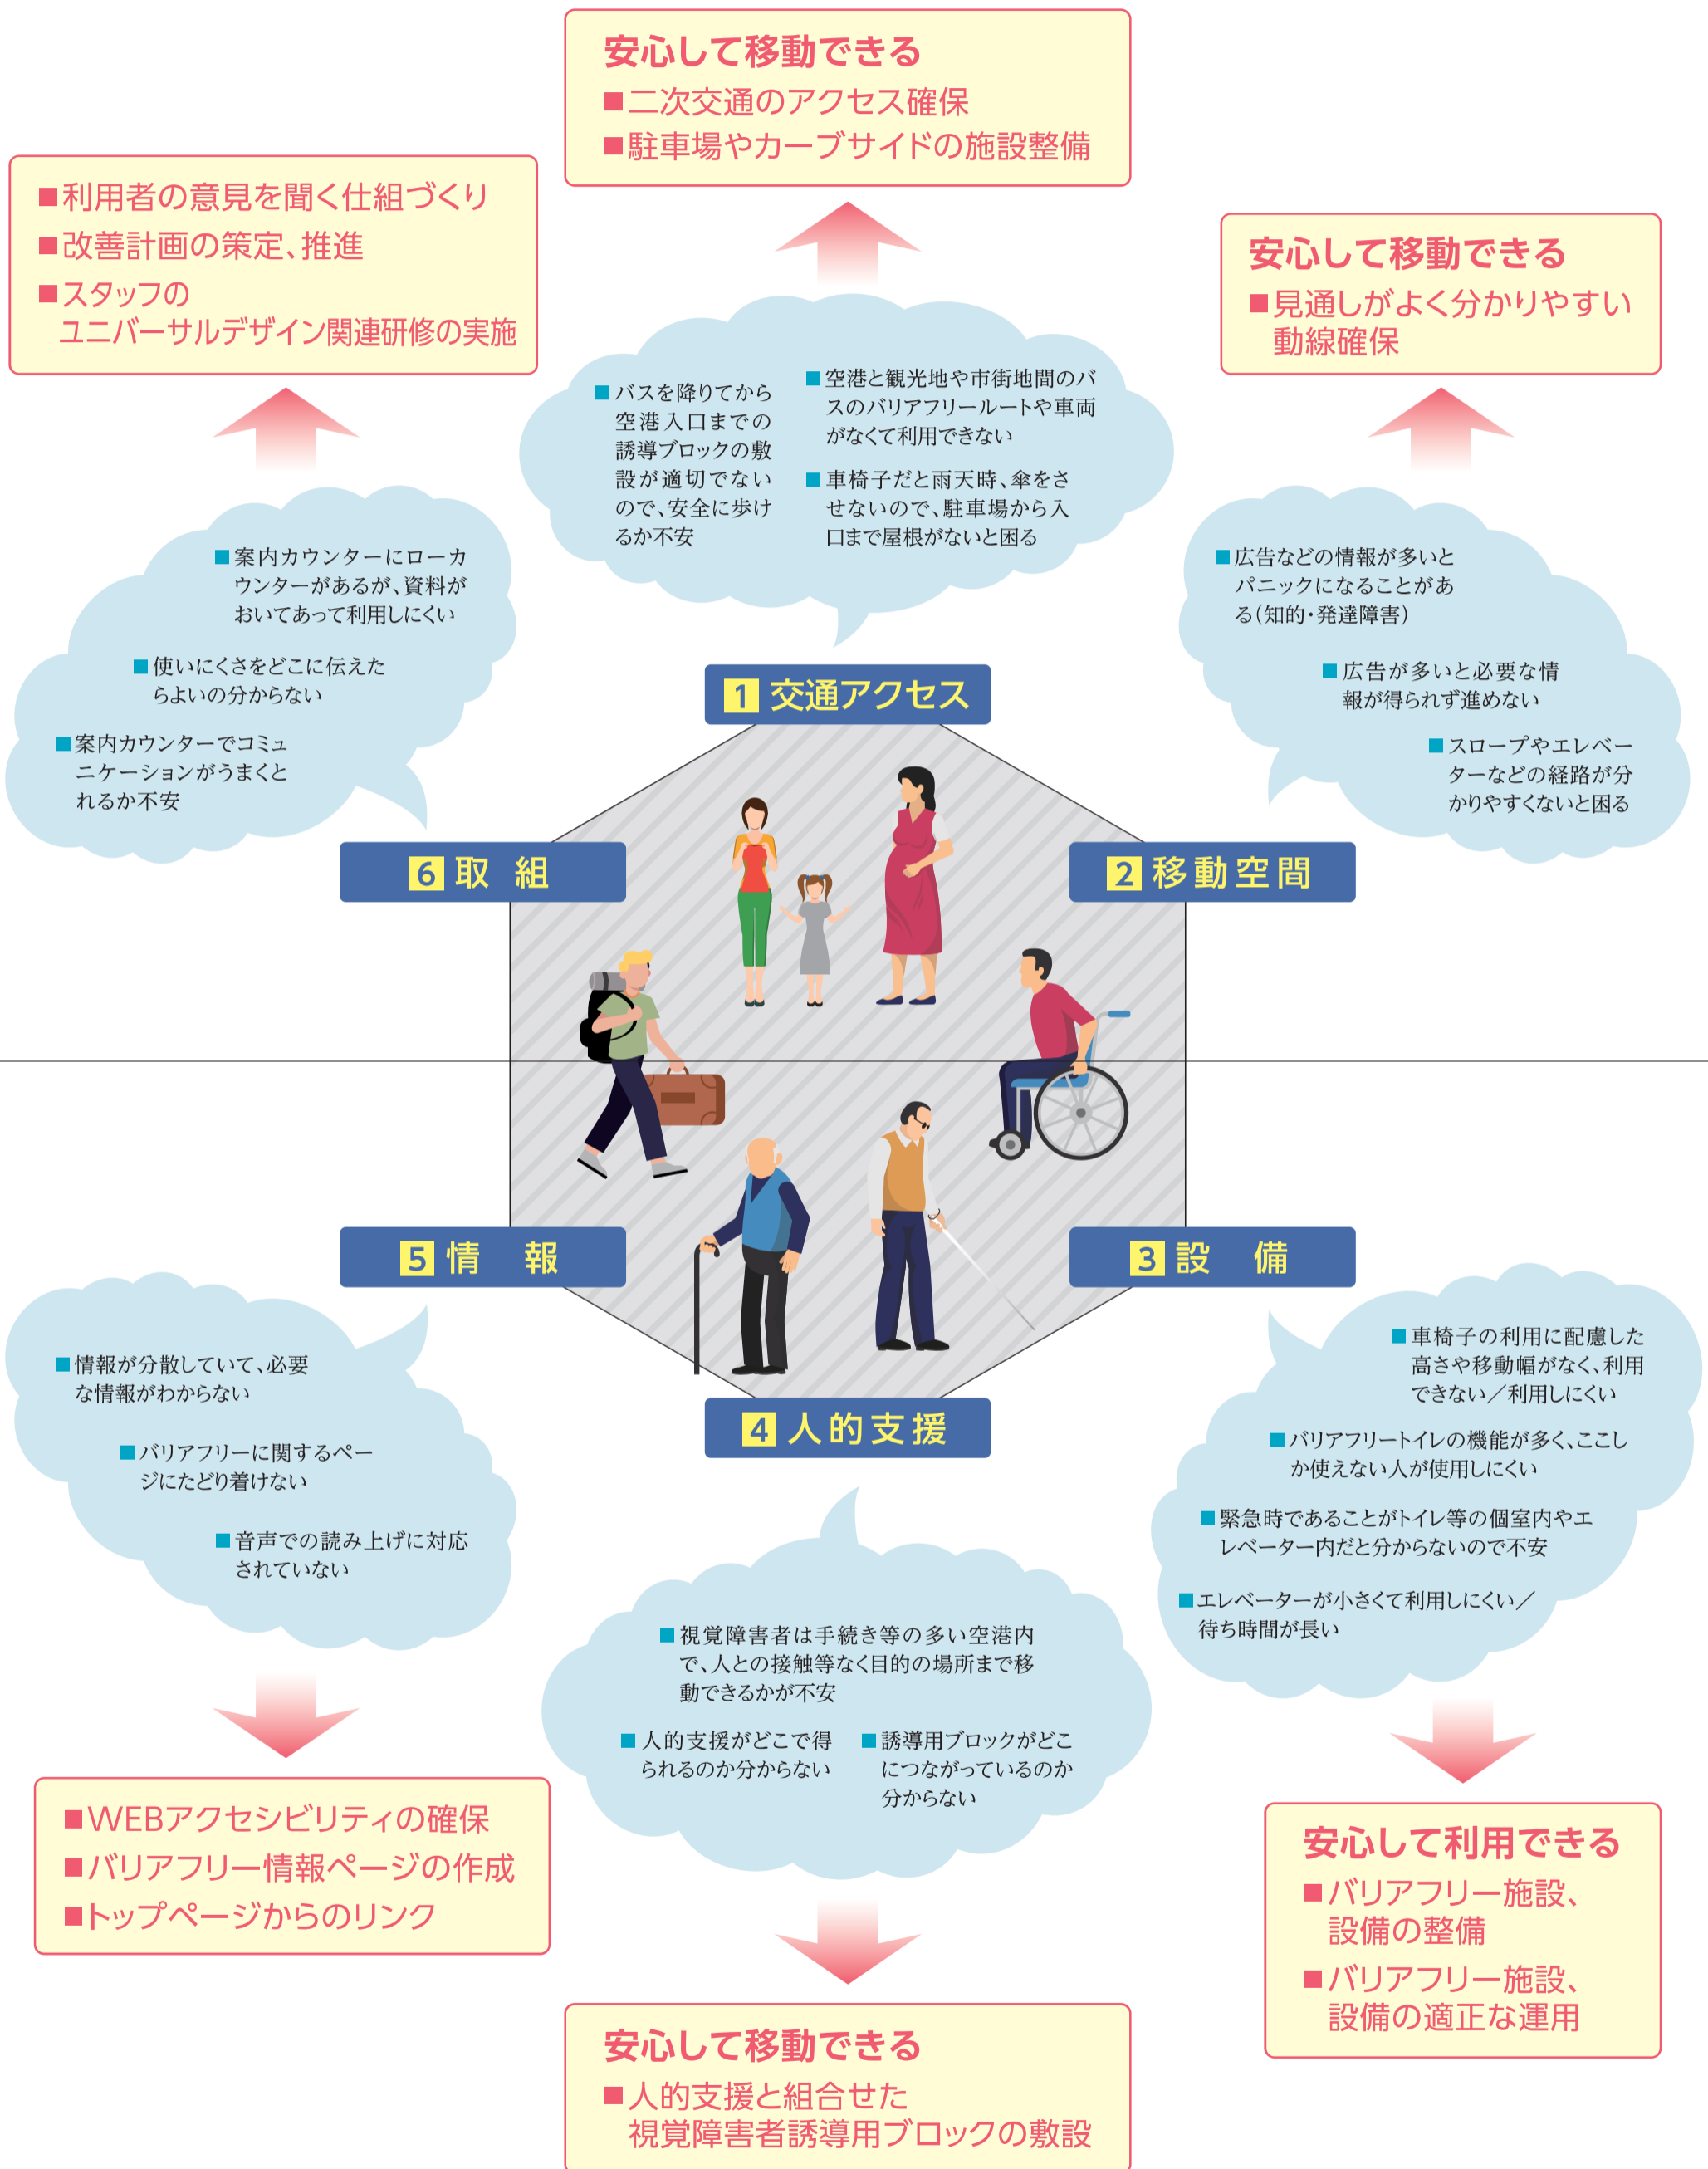 安心して移動できる
■二次交通のアクセス確保
■駐車場やカーブサイドの施設整備
■利用者の意見を聞く仕組づくり
■改善計画の策定、推進
■スタッフの
ユニバーサルデザイン関連研修の実施
安心して移動できる
■見通しがよく分かりやすい
動線確保
■バスを降りてから
空港入口までの
誘導ブロックの敷
設が適切でない
ので、安全に歩け
るか不安
■空港と観光地や市街地間のバ
スのバリアフリールートや車両
がなくて利用できない
■車椅子だと雨天時、傘をさ
せないので、駐車場から入
口まで屋根がないと困る
■案内カウンターにローカ
ウンターがあるが、資料が
おいてあって利用しにくい
■使いにくさをどこに伝えた
らよいの分からない
■案内カウンターでコミュ
ニケーションがうまくと
れるか不安
■広告などの情報が多いと
パニックになることがあ
る(知的・発達障害)
■広告が多いと必要な情
報が得られず進めない
■スロープやエレベー
ターなどの経路が分
かりやすくないと困る
1 交通アクセス
6 取 組
2 移動空間
5 情 報
3 設 備
4 人的支援
■情報が分散していて、必要
な情報がわからない
■バリアフリーに関するペー
ジにたどり着けない
■音声での読み上げに対応
されていない
■車椅子の利用に配慮した
高さや移動幅がなく、利用
できない/利用しにくい
■バリアフリートイレの機能が多く、ここし
か使えない人が使用しにくい
■緊急時であることがトイレ等の個室内やエ
レベーター内だと分からないので不安
■エレベーターが小さくて利用しにくい/
待ち時間が長い
■視覚障害者は手続き等の多い空港内
で、人との接触等なく目的の場所まで移
動できるかが不安
■人的支援がどこで得
られるのか分からない
■誘導用ブロックがどこ
につながっているのか
分からない
■WEBアクセシビリティの確保
■バリアフリー情報ページの作成
■トップページからのリンク
安心して利用できる
■バリアフリー施設、
設備の整備
■バリアフリー施設、
設備の適正な運用
安心して移動できる
■人的支援と組合せた
視覚障害者誘導用ブロックの敷設